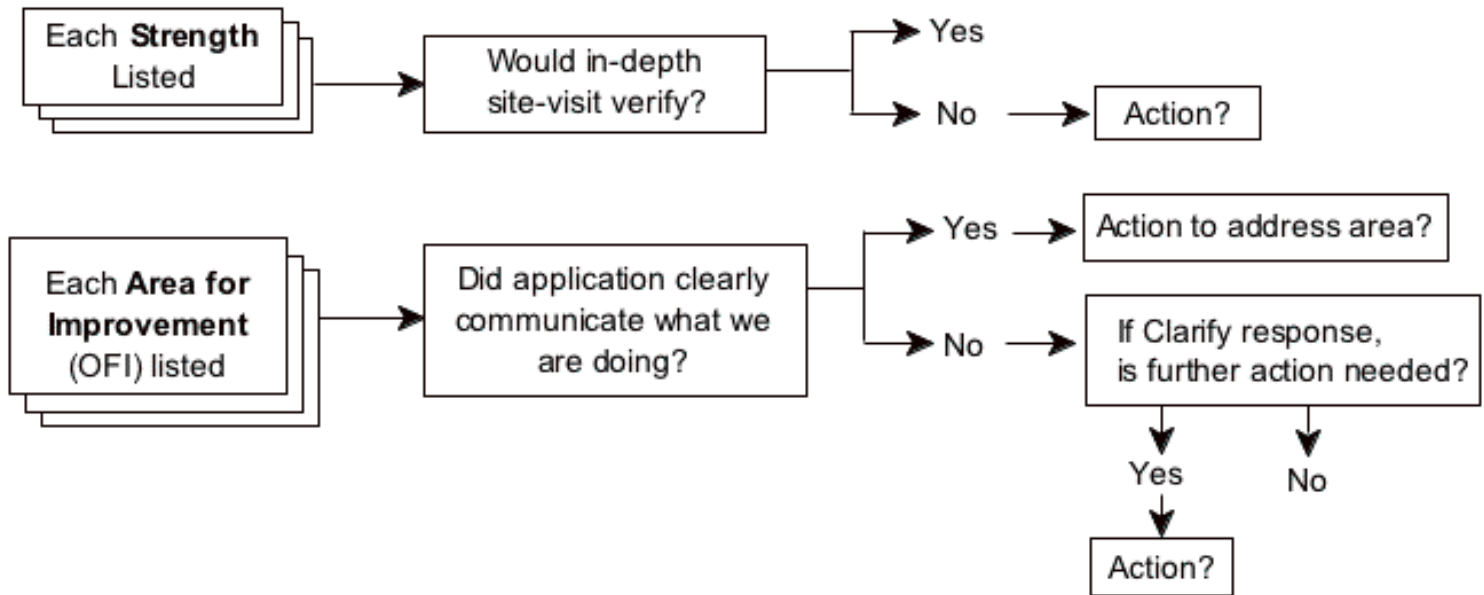 Each Strength
Listed
Would in-depth
site-visit verify?
Yes
No
Action?
Each Area for
Improvement
(OFI) listed
Did application clearly
communicate what we
are doing?
Yes
Action to address area?
No
If Clarify response,
is further action needed?
Yes
No
Action?